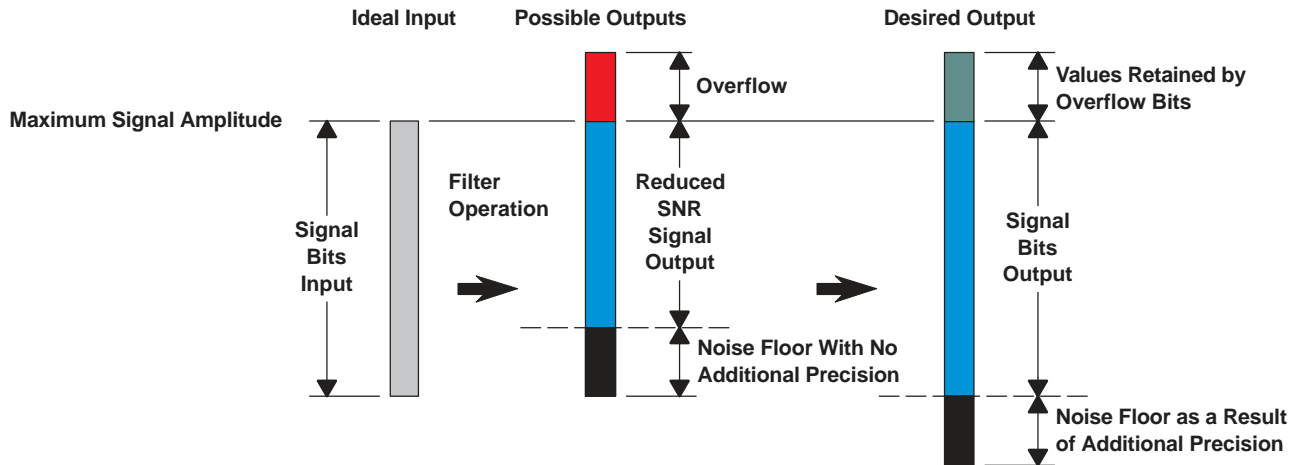 Ideal Input
Possible Outputs
Desired Output
Overflow
Values Retained by
Overflow Bits
Maximum Signal Amplitude
Signal
Bits
Input
Filter
Operation
Reduced
SNR
Signal
Output
Signal
Bits
Output
Noise Floor With No
Additional Precision
Noise Floor as a Result
of Additional Precision